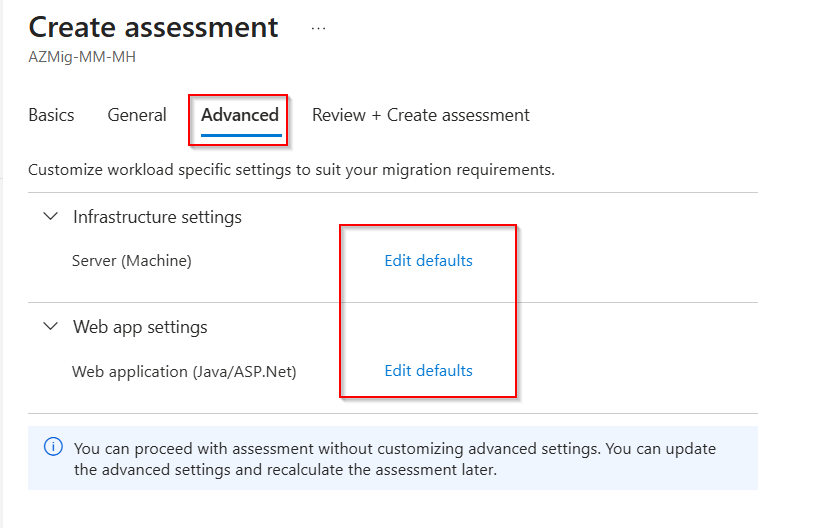 Create assessment ...
AZMig-MM-MH
Basics General Advanced Review + Create assessment
Customize workload specific settings to suit your migration requirements.
Infrastructure settings
Server (Machine) Edit defaults
Web app settings
Web application (Java/ASP.Net) Edit defaults
You can proceed with assessment without customizing advanced settings. You can update
the advanced settings and recalculate the assessment later.